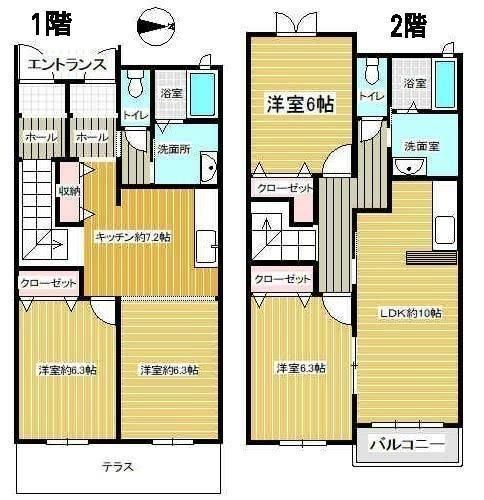 1階
エントランス
ホール
ホール
トイレ
浴室
洗面所
収納
キッチン約7.2帖
クローゼット
洋室約6.3帖
洋室約6.3帖
テラス
2階
洋室6帖
トイレ
浴室
洗面室
クローゼット
クローゼット
LDK約10帖
洋室6.3帖
バルコニー